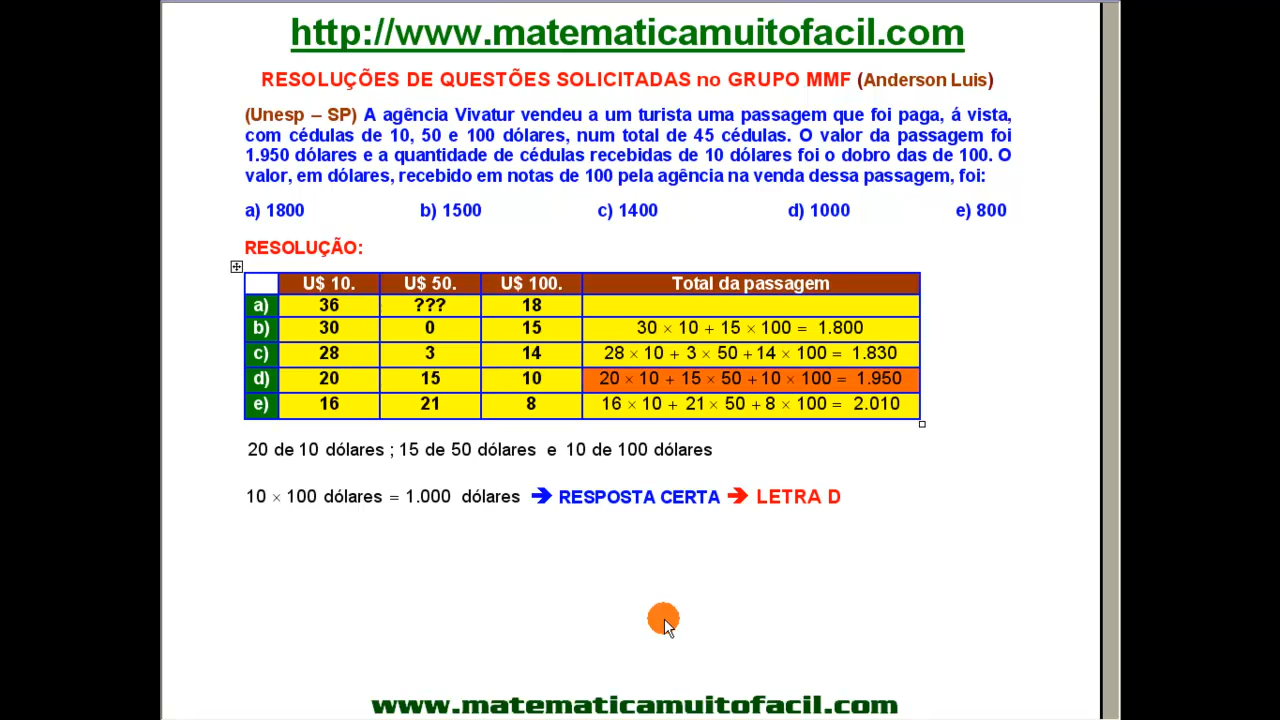 http://www.matematicamuitofacil.com
RESOLUÇÕES DE QUESTÕES SOLICITADAS no GRUPO MMF (Anderson Luis)
(Unesp – SP) A agência Vivatur vendeu a um turista uma passagem que foi paga, á vista,
com cédulas de 10, 50 e 100 dólares, num total de 45 cédulas. O valor da passagem foi
1.950 dólares e a quantidade de cédulas recebidas de 10 dólares foi o dobro das de 100. O
valor, em dólares, recebido em notas de 100 pela agência na venda dessa passagem, foi:
a) 1800 b) 1500 c) 1400 d) 1000 e) 800
RESOLUÇÃO:
U$ 10. U$ 50. U$ 100. Total da passagem
a) 36 ??? 18
b) 30 0 15 30 × 10 + 15 × 100 = 1.800
c) 28 3 14 28 × 10 + 3 × 50 + 14 × 100 = 1.830
d) 20 15 10 20 × 10 + 15 × 50 + 10 × 100 = 1.950
e) 16 21 8 16 × 10 + 21 × 50 + 8 × 100 = 2.010
20 de 10 dólares ; 15 de 50 dólares e 10 de 100 dólares
10 × 100 dólares = 1.000 dólares ➔ RESPOSTA CERTA ➔ LETRA D
www.matematicamuitofacil.com